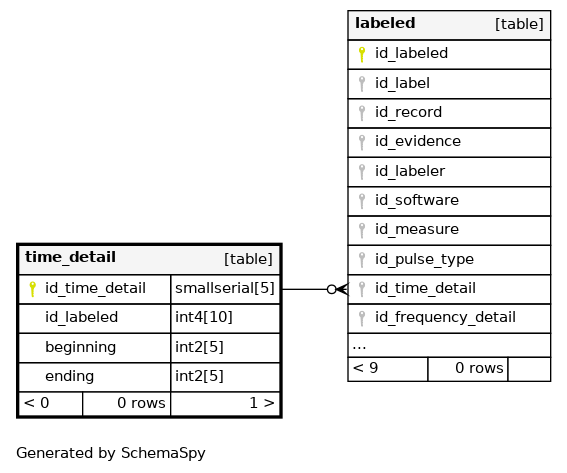 labeled [table]
id_labeled
id_label
id_record
id_evidence
id_labeler
id_software
id_measure
id_pulse_type
id_time_detail
id_frequency_detail
...
< 9 0 rows
time_detail [table]
id_time_detail smallserial[5]
id_labeled int4[10]
beginning int2[5]
ending int2[5]
< 0 0 rows 1 >
Generated by SchemaSpy